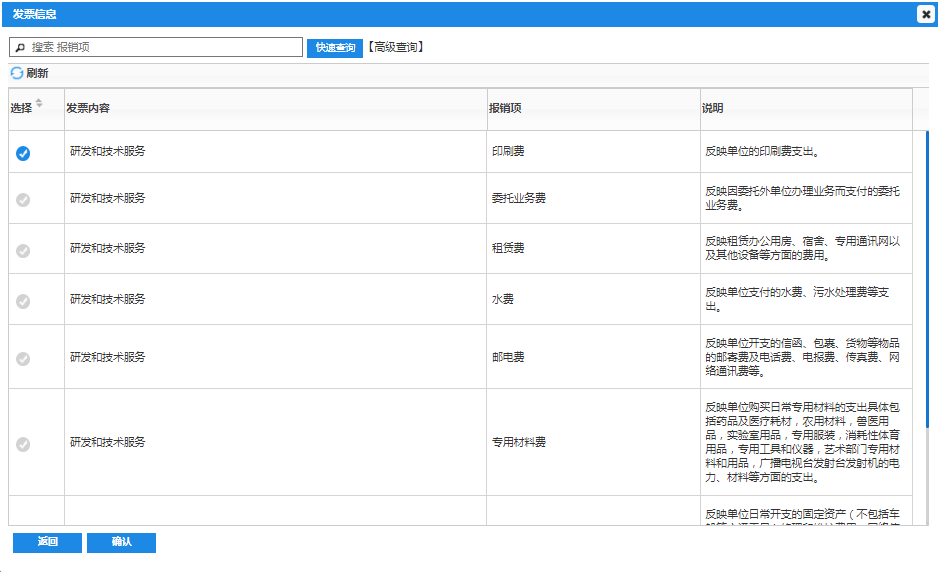 发票信息
搜索 报销项 快速查询 【高级查询】
刷新
选择 发票内容 报销项 说明
研发和技术服务 印刷费 反映单位的印刷费支出。
研发和技术服务 委托业务费 反映因委托外单位办理业务而支付的委托
业务费。
研发和技术服务 租赁费 反映租赁办公用房、宿舍、专用通讯网以
及其他设备等方面的费用。
研发和技术服务 水费 反映单位支付的水费、污水处理费等支
出。
研发和技术服务 邮电费 反映单位开支的信函、包裹、货物等物品
的邮寄费及电话费、电报费、传真费、网
络通讯费等。
研发和技术服务 专用材料费 反映单位购买日常专用材料的支出具体包
括药品及医疗耗材，农用材料，兽医用
品，实验室用品，专用服装，消耗性体育
用品，专用工具和仪器，艺术部门专用材
料和用品，广播电视台发射台发射机的电
力、材料等方面的支出。
反映单位日常开支的固定资产（不包括车
返回 确认